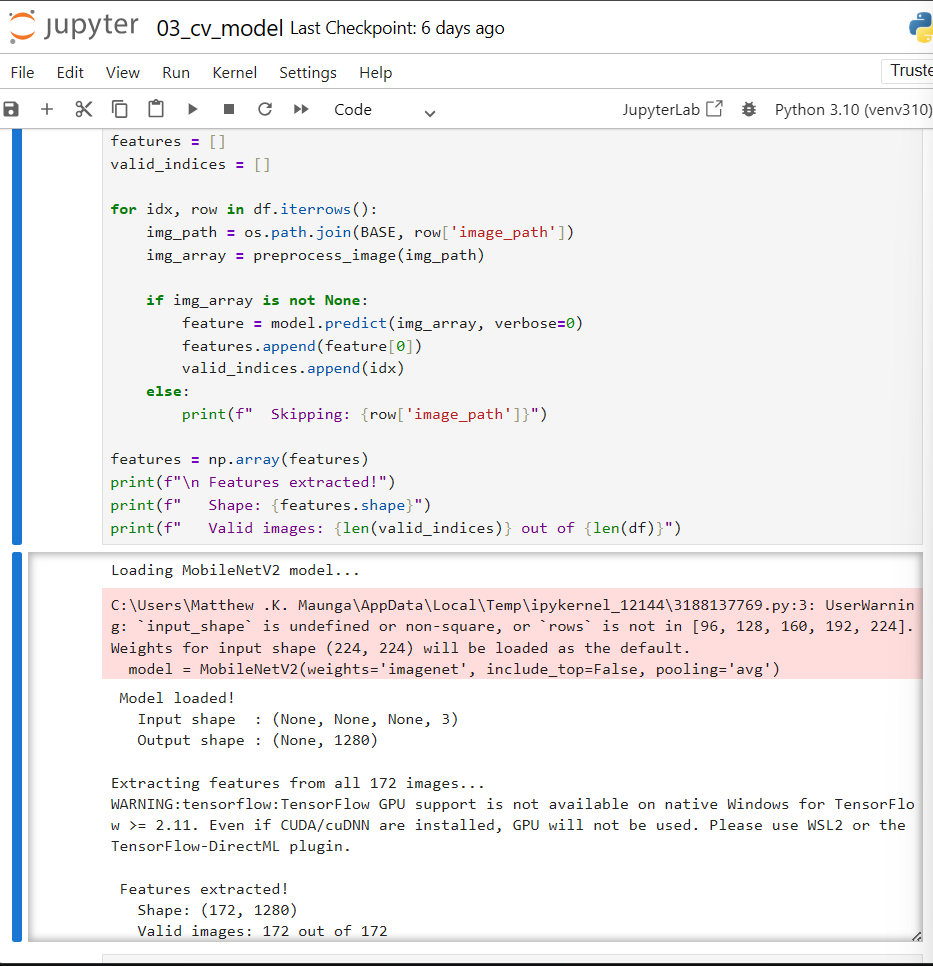 jupyter 03_cv_model Last Checkpoint: 6 days ago
File Edit View Run Kernel Settings Help Truste
Code JupyterLab Python 3.10 (venv310)
features = []
valid_indices = []
for idx, row in df.iterrows():
    img_path = os.path.join(BASE, row['image_path'])
    img_array = preprocess_image(img_path)
    if img_array is not None:
        feature = model.predict(img_array, verbose=0)
        features.append(feature[0])
        valid_indices.append(idx)
    else:
        print(f"  Skipping: {row['image_path']}")
features = np.array(features)
print(f"\n Features extracted!")
print(f"   Shape: {features.shape}")
print(f"   Valid images: {len(valid_indices)} out of {len(df)}")
Loading MobileNetV2 model...
C:\Users\Matthew .K. Maunga\AppData\Local\Temp\ipykernel_12144\3188137769.py:3: UserWarnin
g: `input_shape` is undefined or non-square, or `rows` is not in [96, 128, 160, 192, 224].
Weights for input shape (224, 224) will be loaded as the default.
  model = MobileNetV2(weights='imagenet', include_top=False, pooling='avg')
 Model loaded!
   Input shape  : (None, None, None, 3)
   Output shape : (None, 1280)
Extracting features from all 172 images...
WARNING:tensorflow:TensorFlow GPU support is not available on native Windows for TensorFlo
w >= 2.11. Even if CUDA/cuDNN are installed, GPU will not be used. Please use WSL2 or the
TensorFlow-DirectML plugin.
 Features extracted!
   Shape: (172, 1280)
   Valid images: 172 out of 172